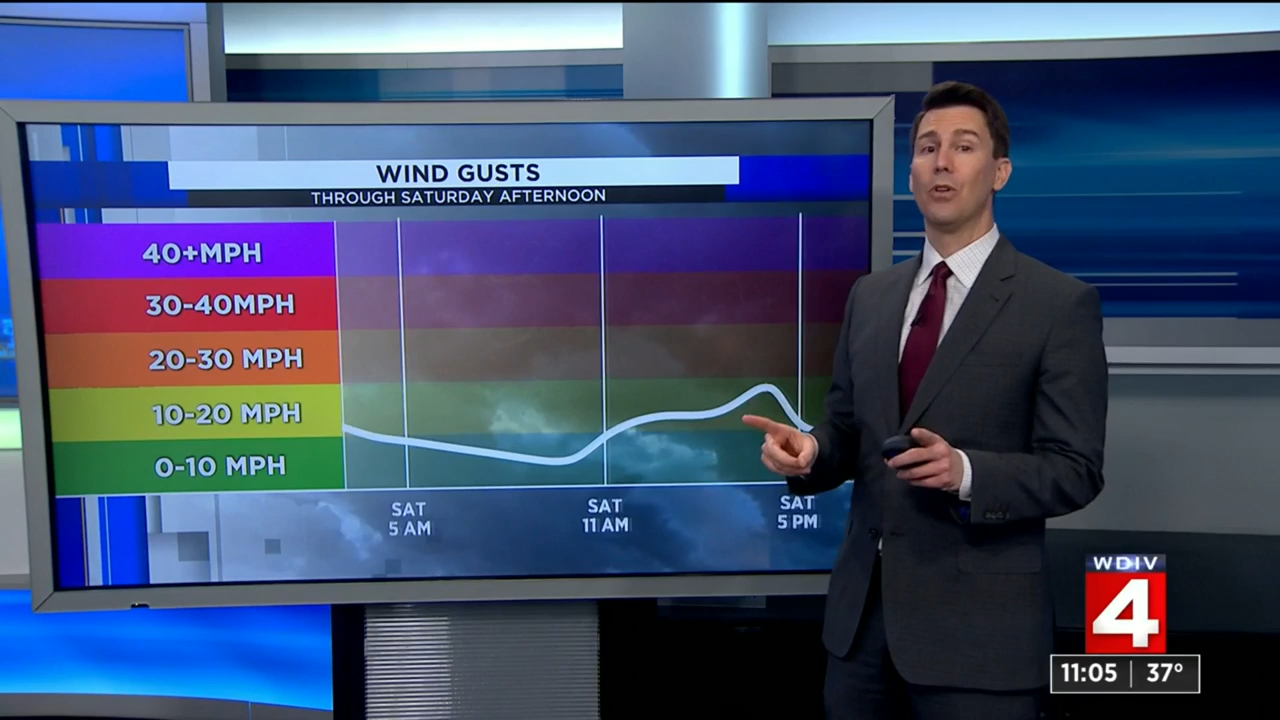 WIND GUSTS
THROUGH SATURDAY AFTERNOON
40+MPH
30-40MPH
20-30 MPH
10-20 MPH
0-10 MPH
SAT
5 AM
SAT
11 AM
SAT
5 PM
WDIV
4
11:05 37°